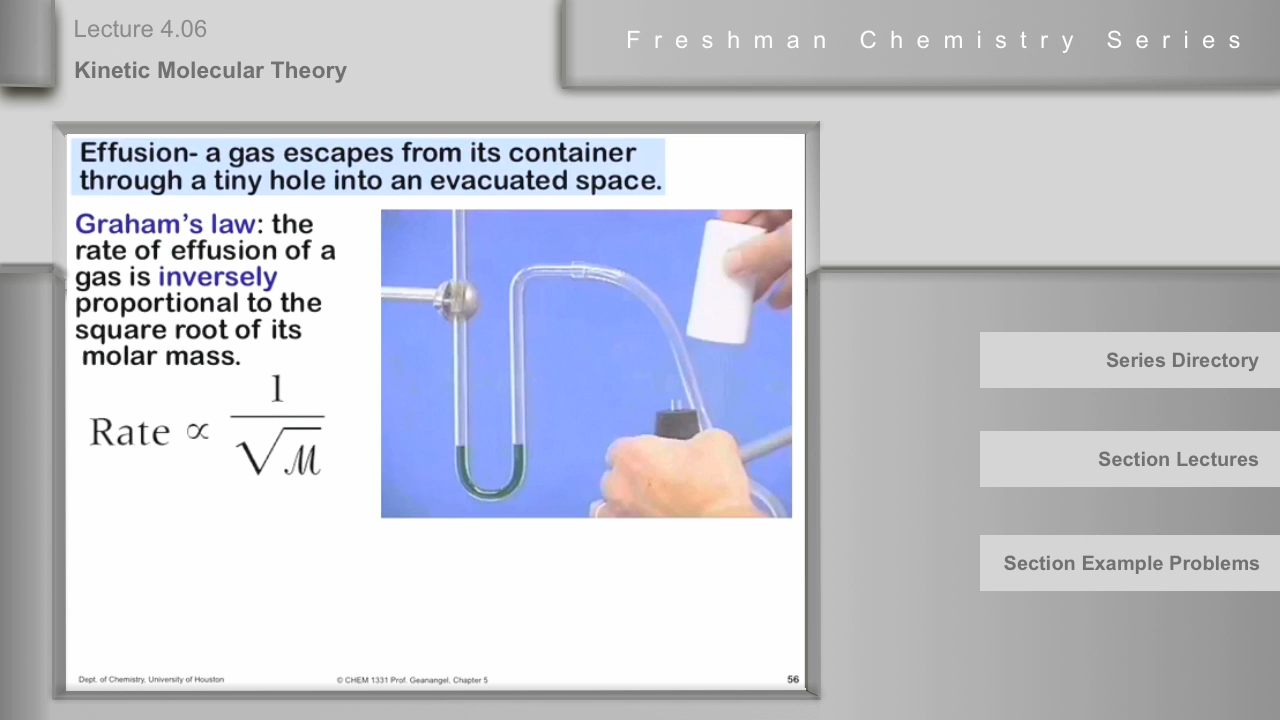 Lecture 4.06
Kinetic Molecular Theory
Freshman Chemistry Series
Effusion- a gas escapes from its container
through a tiny hole into an evacuated space.
Graham's law: the
rate of effusion of a
gas is inversely
proportional to the
square root of its
molar mass.
Rate ∝ 1/√ℳ
Series Directory
Section Lectures
Section Example Problems
Dept. of Chemistry, University of Houston
© CHEM 1331 Prof. Geanangel, Chapter 5
56